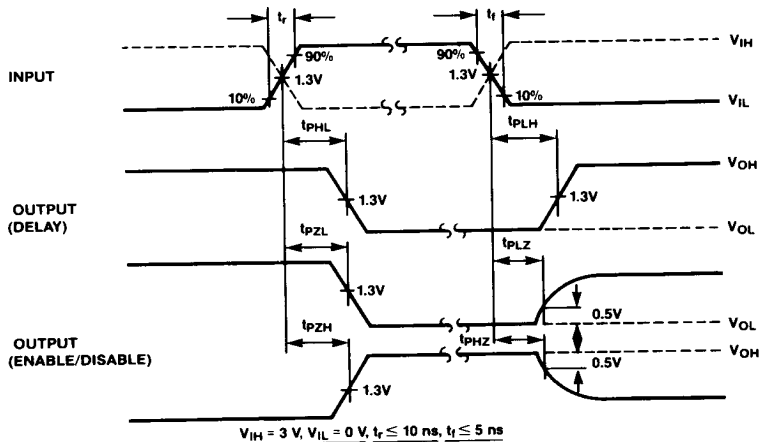 tr
tf
VIH
90%
90%
INPUT
1.3V
1.3V
10%
10%
VIL
tPHL
tPLH
VOH
1.3V
1.3V
OUTPUT
(DELAY)
tPZL
tPLZ
VOL
1.3V
0.5V
tPZH
VOL
OUTPUT
(ENABLE/DISABLE)
tPHZ
VOH
0.5V
1.3V
VIH = 3 V, VIL = 0 V, tr ≤ 10 ns, tf ≤ 5 ns